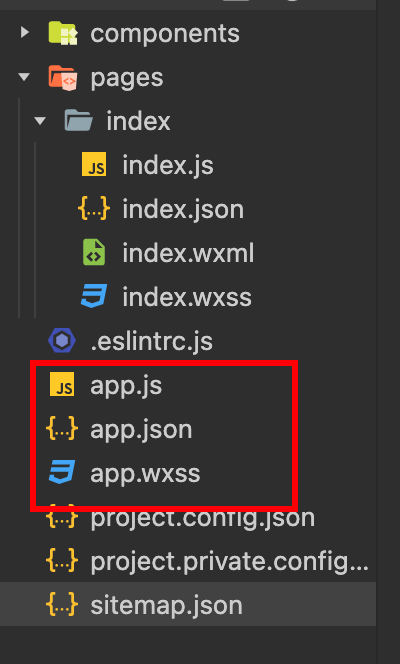 components
pages
index
JS index.js
{...} index.json
index.wxml
index.wxss
.eslintrc.js
JS app.js
{...} app.json
app.wxss
{...} project.config.json
{...} project.private.config...
{...} sitemap.json